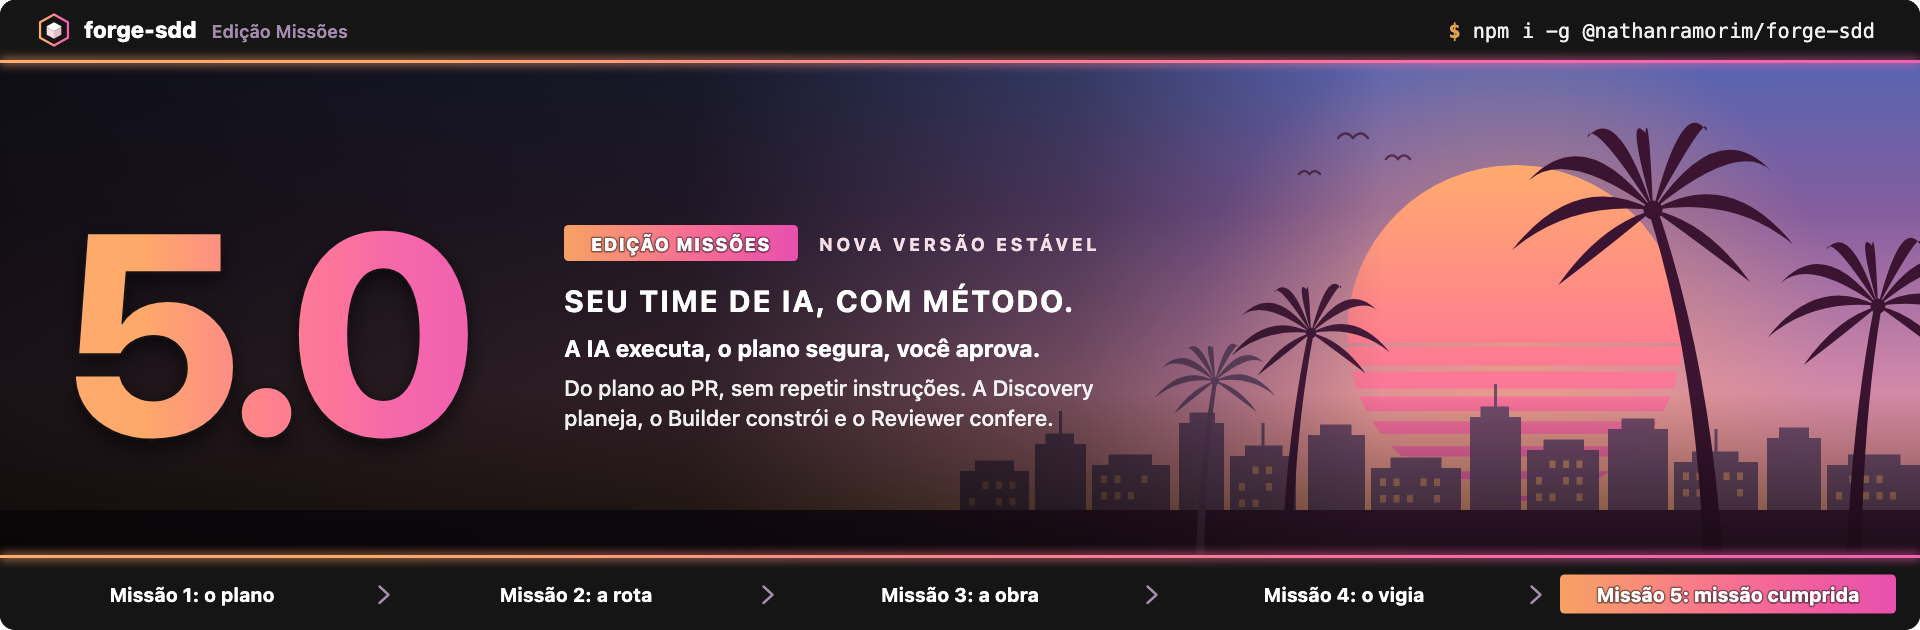 forge-sdd Edição Missões
$ npm i -g @nathanramorim/forge-sdd
5.0
EDIÇÃO MISSÕES NOVA VERSÃO ESTÁVEL
SEU TIME DE IA, COM MÉTODO.
A IA executa, o plano segura, você aprova.
Do plano ao PR, sem repetir instruções. A Discovery
planeja, o Builder constrói e o Reviewer confere.
Missão 1: o plano
Missão 2: a rota
Missão 3: a obra
Missão 4: o vigia
Missão 5: missão cumprida